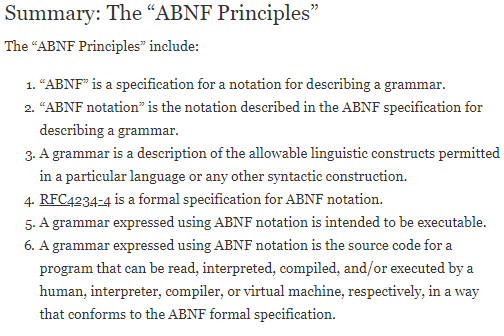 Summary: The “ABNF Principles”
The “ABNF Principles” include:
1. “ABNF” is a specification for a notation for describing a grammar.
2. “ABNF notation” is the notation described in the ABNF specification for
describing a grammar.
3. A grammar is a description of the allowable linguistic constructs permitted
in a particular language or any other syntactic construction.
4. RFC4234-4 is a formal specification for ABNF notation.
5. A grammar expressed using ABNF notation is intended to be executable.
6. A grammar expressed using ABNF notation is the source code for a
program that can be read, interpreted, compiled, and/or executed by a
human, interpreter, compiler, or virtual machine, respectively, in a way
that conforms to the ABNF formal specification.